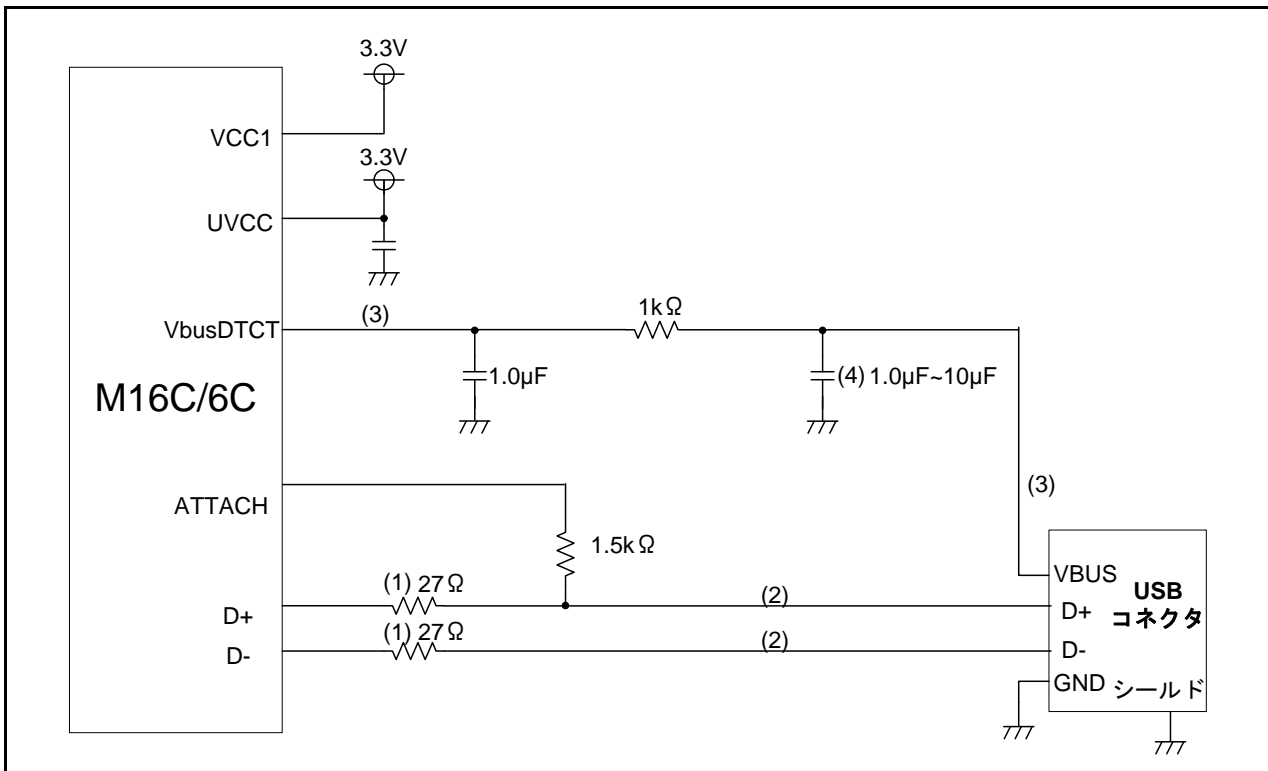 3.3V
VCC1
3.3V
UVCC
VbusDTCT
(3)
1kΩ
1.0µF
(4) 1.0µF~10µF
M16C/6C
(3)
ATTACH
1.5kΩ
(1) 27Ω
(2)
D+
(1) 27Ω
(2)
D-
VBUS
USB
コネクタ
D+
D-
GND
シールド